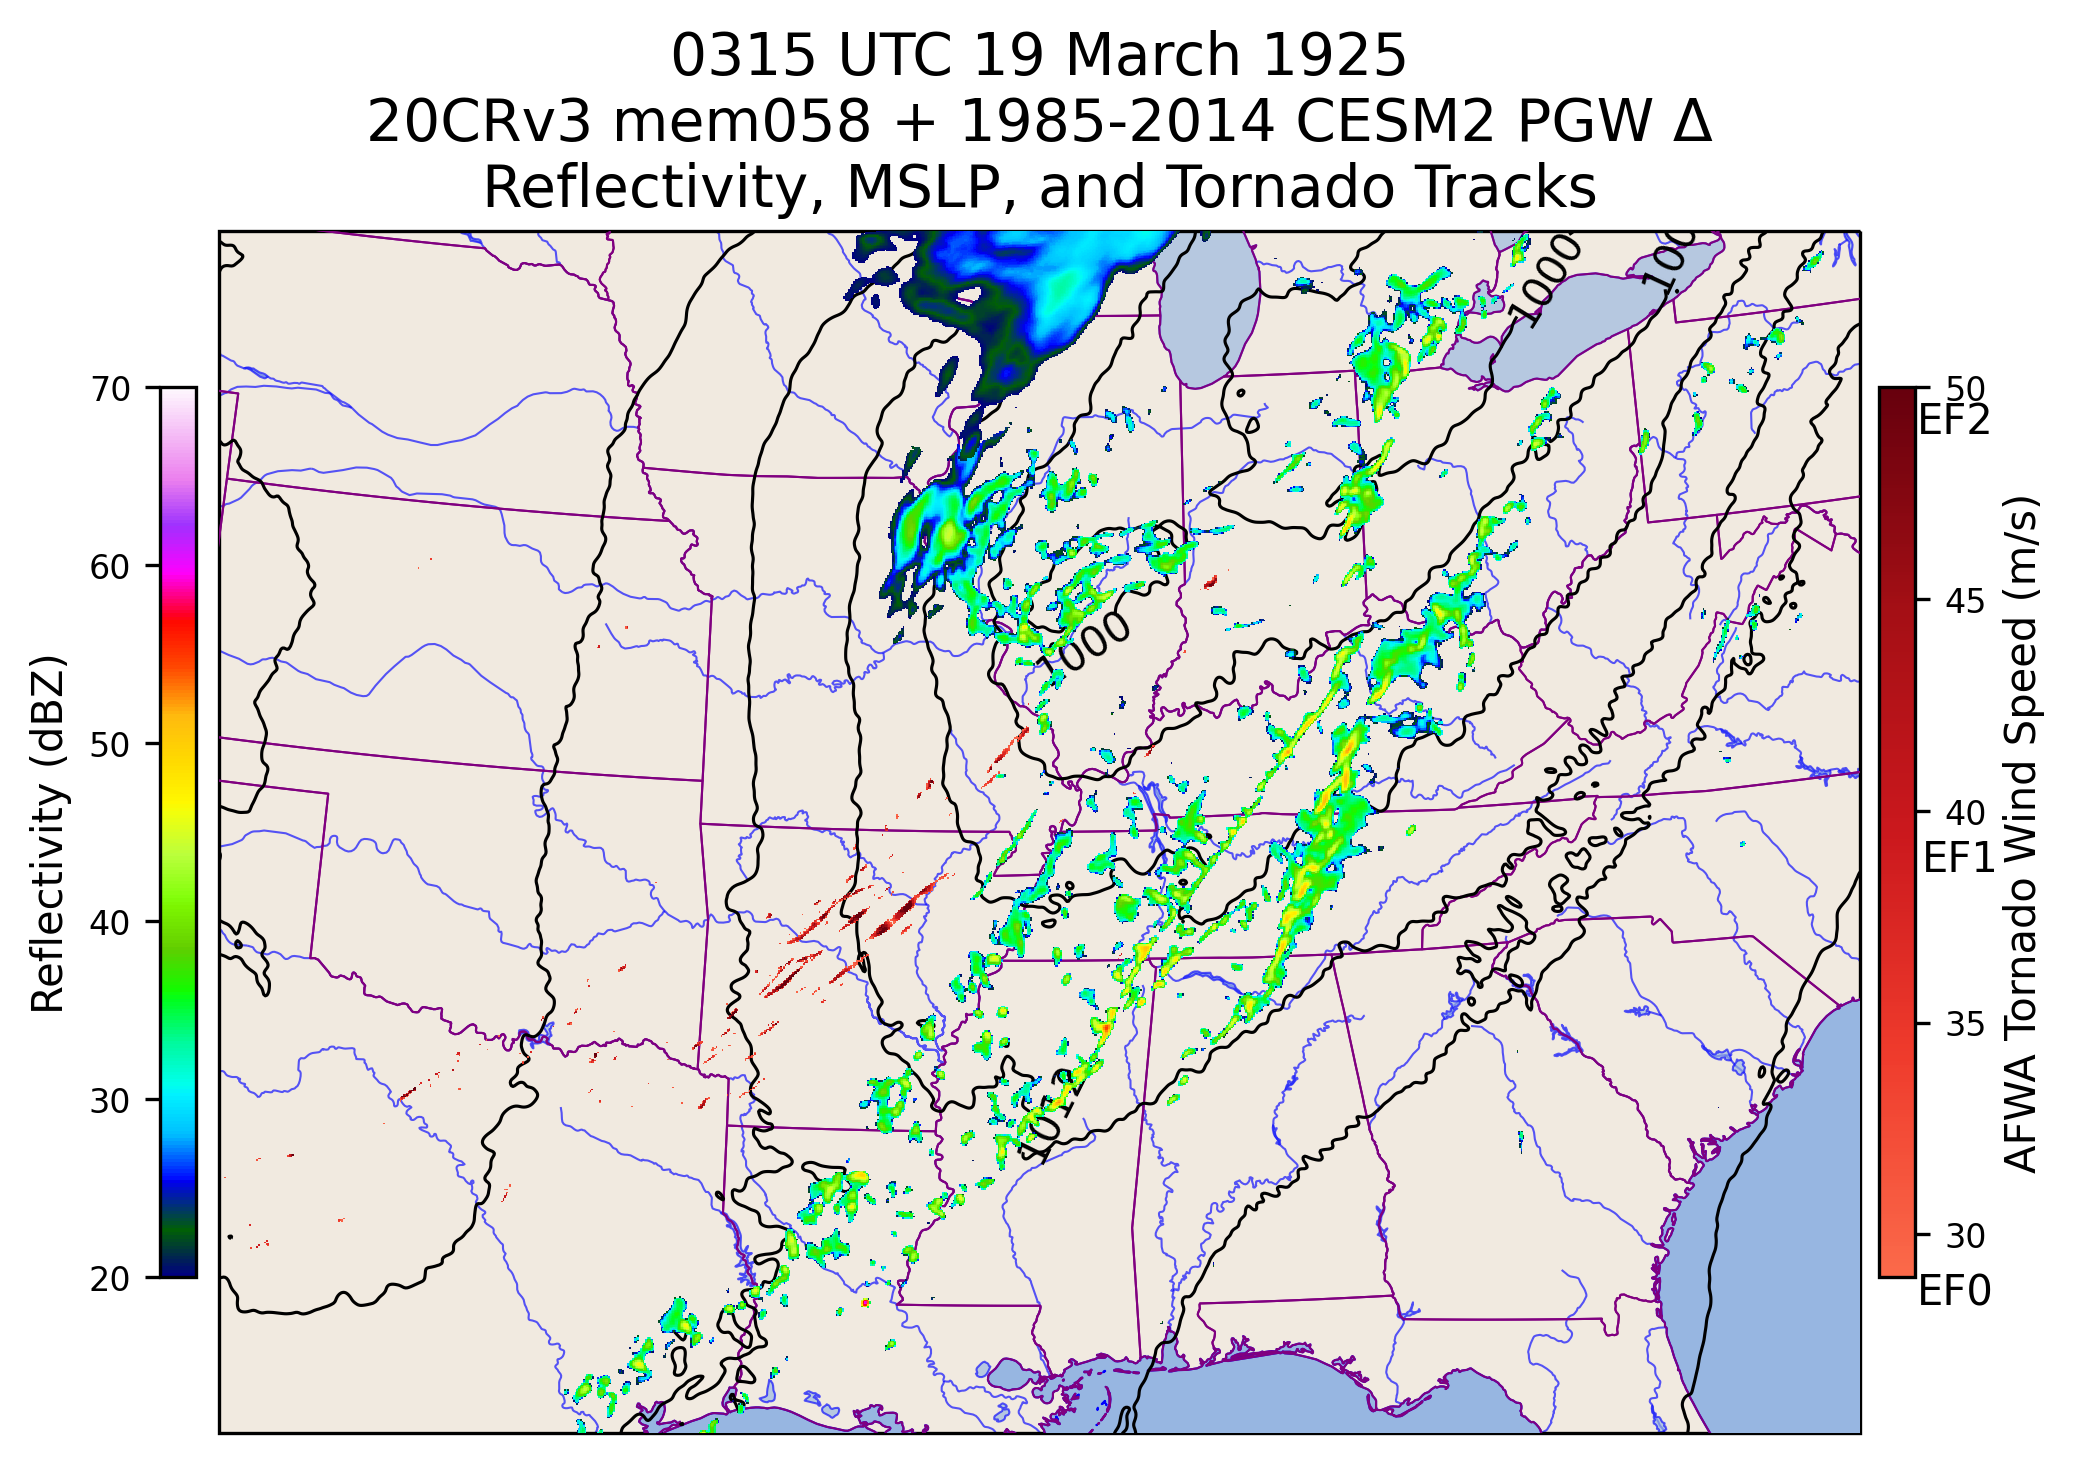 0315 UTC 19 March 1925
20CRv3 mem058 + 1985-2014 CESM2 PGW Δ
Reflectivity, MSLP, and Tornado Tracks
1000
1000
1012
70
60
50
40
30
20
Reflectivity (dBZ)
50
EF2
45
40
EF1
35
30
EF0
AFWA Tornado Wind Speed (m/s)